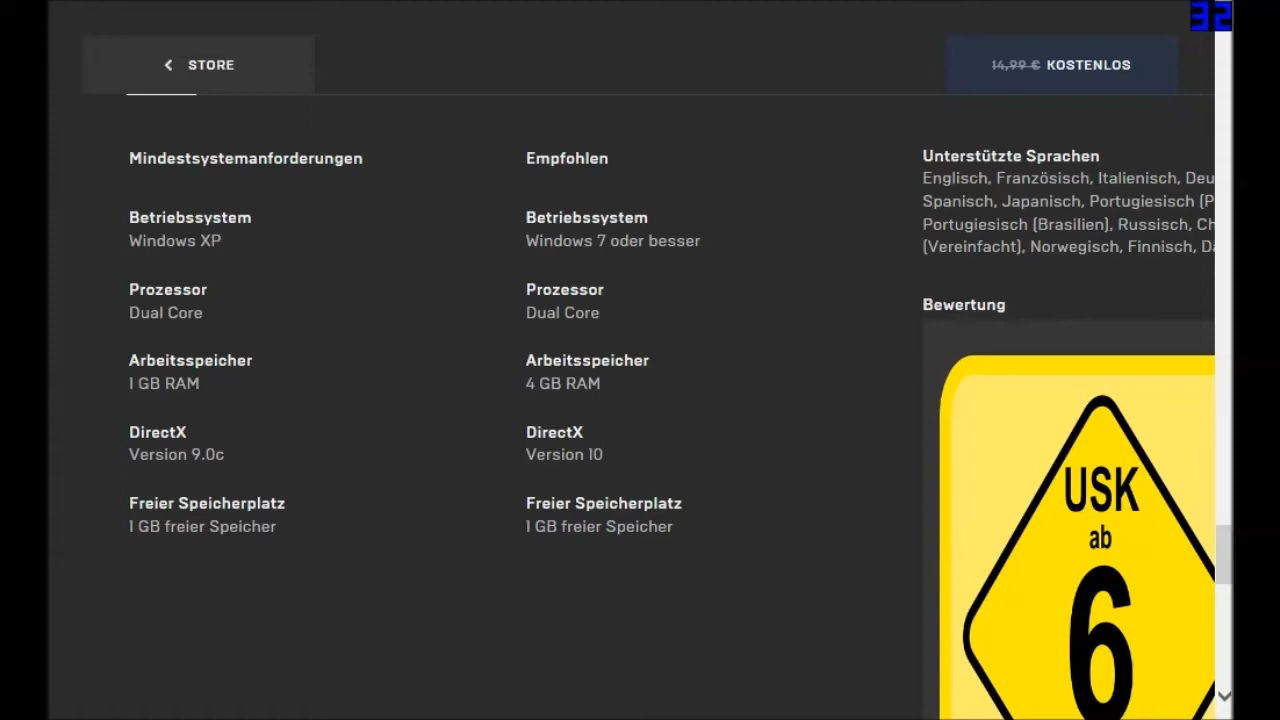 32
STORE
14,99 € KOSTENLOS
Mindestsystemanforderungen
Betriebssystem
Windows XP
Prozessor
Dual Core
Arbeitsspeicher
1 GB RAM
DirectX
Version 9.0c
Freier Speicherplatz
1 GB freier Speicher
Empfohlen
Betriebssystem
Windows 7 oder besser
Prozessor
Dual Core
Arbeitsspeicher
4 GB RAM
DirectX
Version 10
Freier Speicherplatz
1 GB freier Speicher
Unterstützte Sprachen
Englisch, Französisch, Italienisch, Deu
Spanisch, Japanisch, Portugiesisch (P
Portugiesisch (Brasilien), Russisch, Ch
(Vereinfacht), Norwegisch, Finnisch,
Bewertung
USK
ab
6